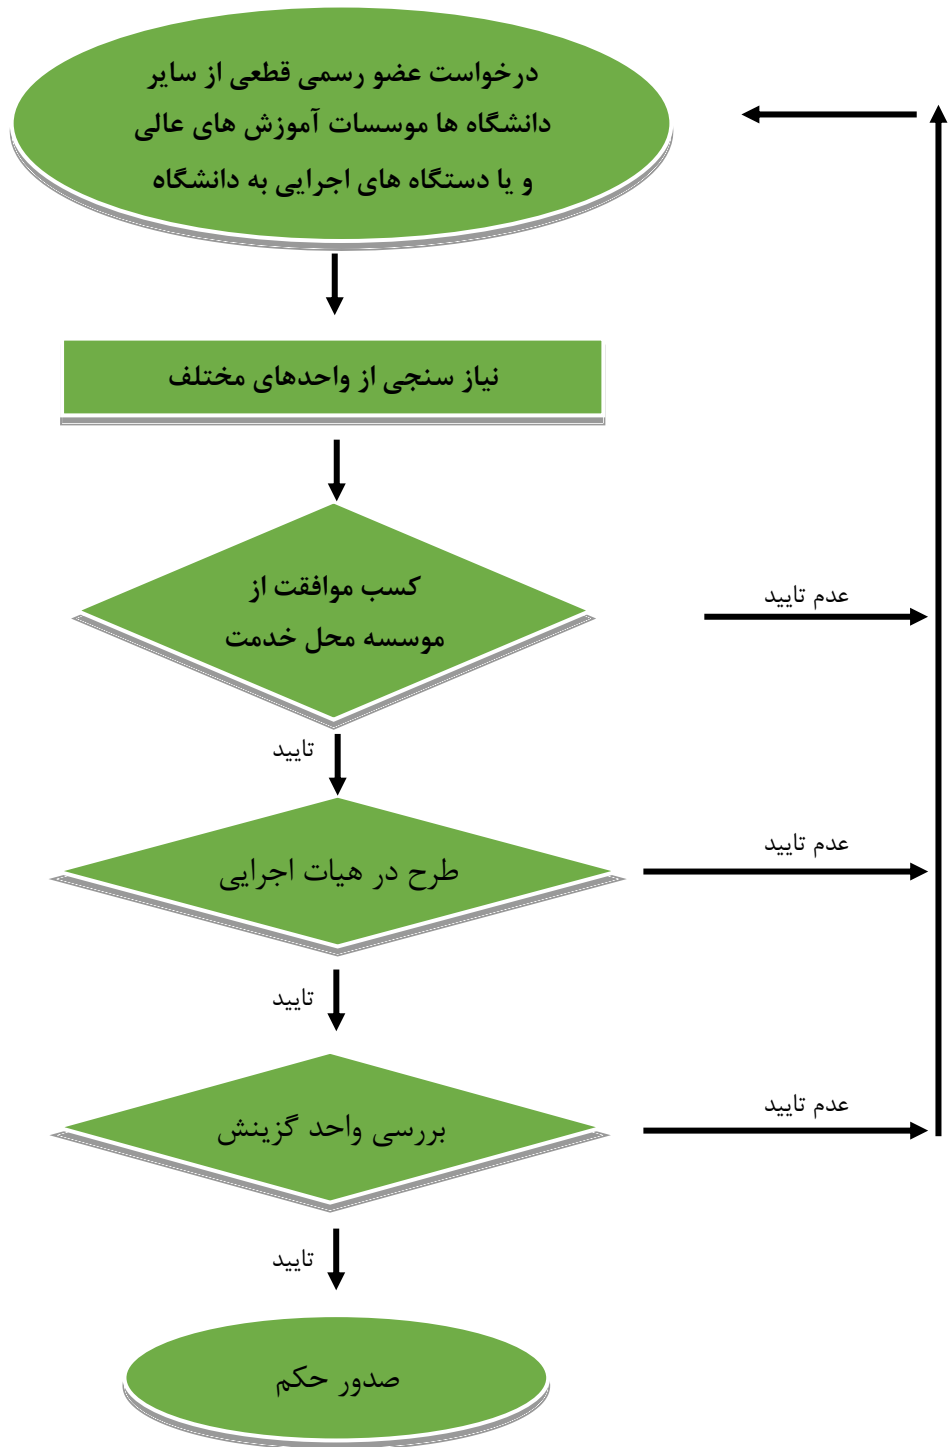 درخواست عضو رسمی قطعی از سایر
دانشگاه ها موسسات آموزش های عالی
و یا دستگاه های اجرایی به دانشگاه
نیاز سنجی از واحدهای مختلف
کسب موافقت از
موسسه محل خدمت
عدم تایید
تایید
طرح در هیات اجرایی
عدم تایید
تایید
بررسی واحد گزینش
عدم تایید
تایید
صدور حکم